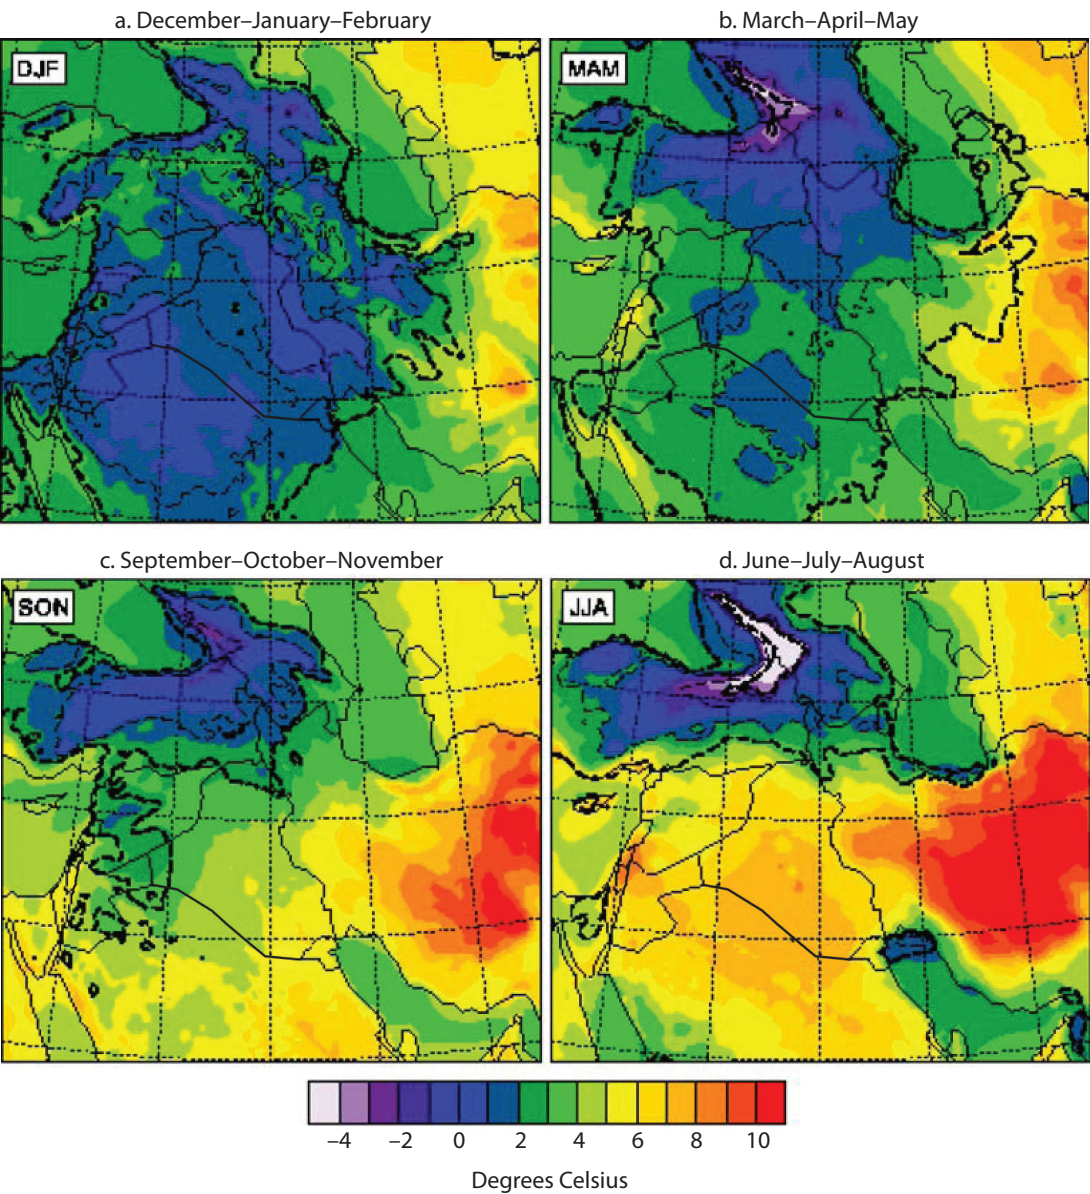 a. December–January–February
b. March–April–May
DJF
MAM
c. September–October–November
d. June–July–August
SON
JJA
–4 –2 0 2 4 6 8 10
Degrees Celsius